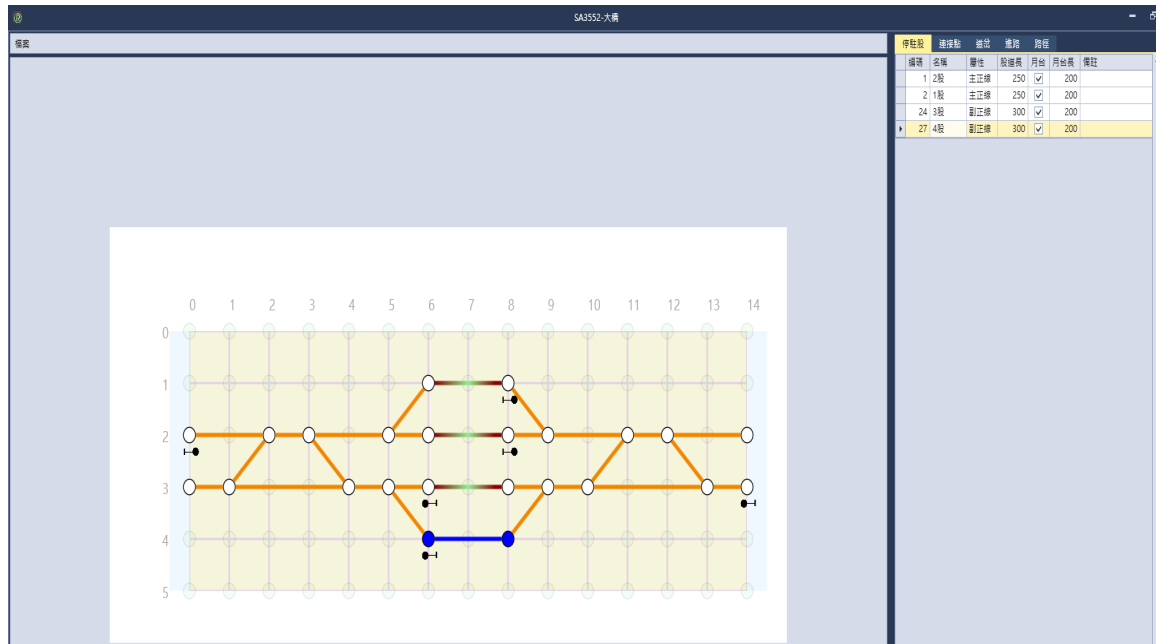 SA3552-大橋
檔案
停駐股 連接點 道岔 進路 路徑
編碼 名稱 屬性 股道長 月台 月台長 備註
1 2股 主正線 250 200
2 1股 主正線 250 200
24 3股 副正線 300 200
27 4股 副正線 300 200
0 1 2 3 4 5 6 7 8 9 10 11 12 13 14
0
1
2
3
4
5